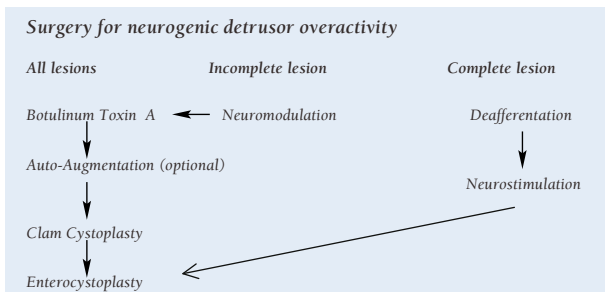 Surgery for neurogenic detrusor overactivity
All lesions Incomplete lesion Complete lesion
Botulinum Toxin A Neuromodulation Deafferentation
Auto-Augmentation (optional)
Neurostimulation
Clam Cystoplasty
Enterocystoplasty